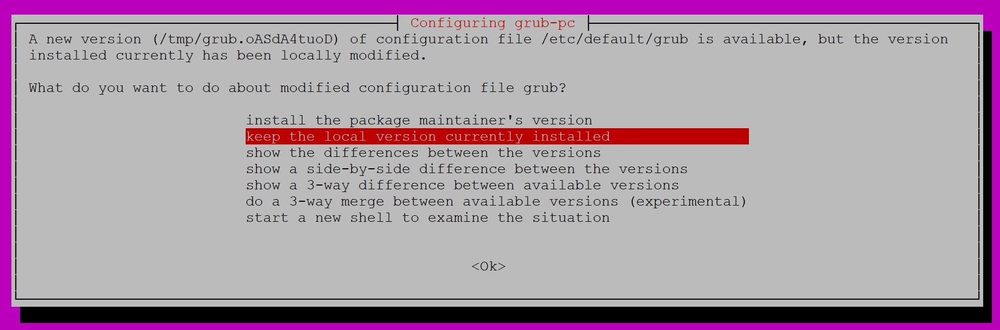 Configuring grub-pc
A new version (/tmp/grub.oASdA4tuoD) of configuration file /etc/default/grub is available, but the version
installed currently has been locally modified.
What do you want to do about modified configuration file grub?
install the package maintainer's version
keep the local version currently installed
show the differences between the versions
show a side-by-side difference between the versions
show a 3-way difference between available versions
do a 3-way merge between available versions (experimental)
start a new shell to examine the situation
<Ok>